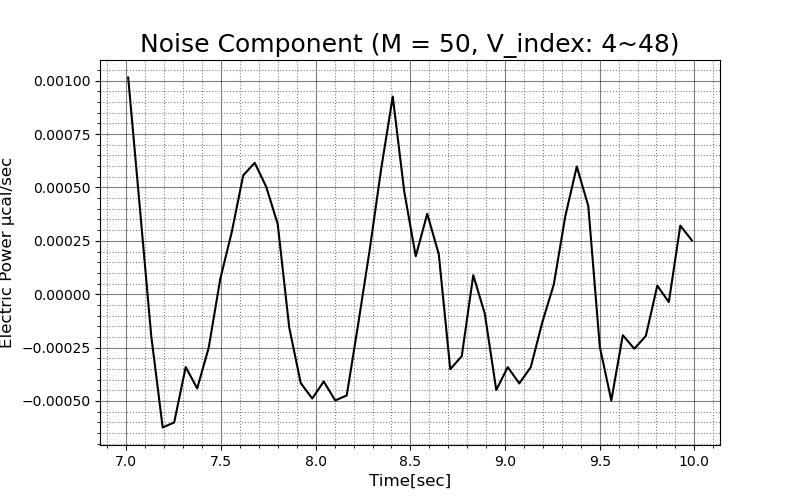 Noise Component (M = 50, V_index: 4~48)
Electric Power μcal/sec
0.00100
0.00075
0.00050
0.00025
0.00000
−0.00025
−0.00050
7.0 7.5 8.0 8.5 9.0 9.5 10.0
Time[sec]